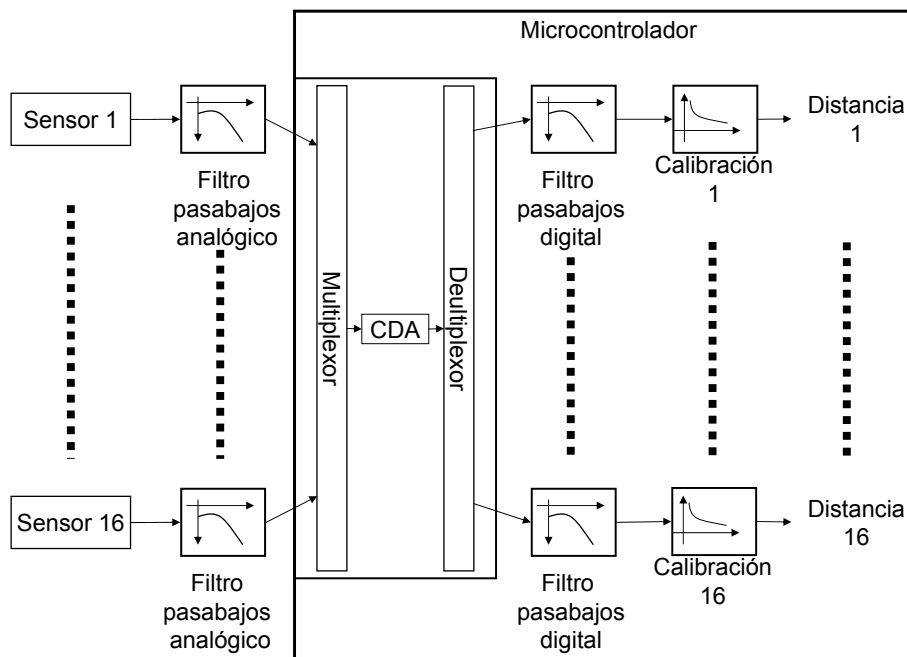 Microcontrolador
Sensor 1
Filtro
pasabajos
analógico
Multiplexor
CDA
Deultiplexor
Filtro
pasabajos
digital
Calibración
1
Distancia
1
Sensor 16
Filtro
pasabajos
analógico
Filtro
pasabajos
digital
Calibración
16
Distancia
16